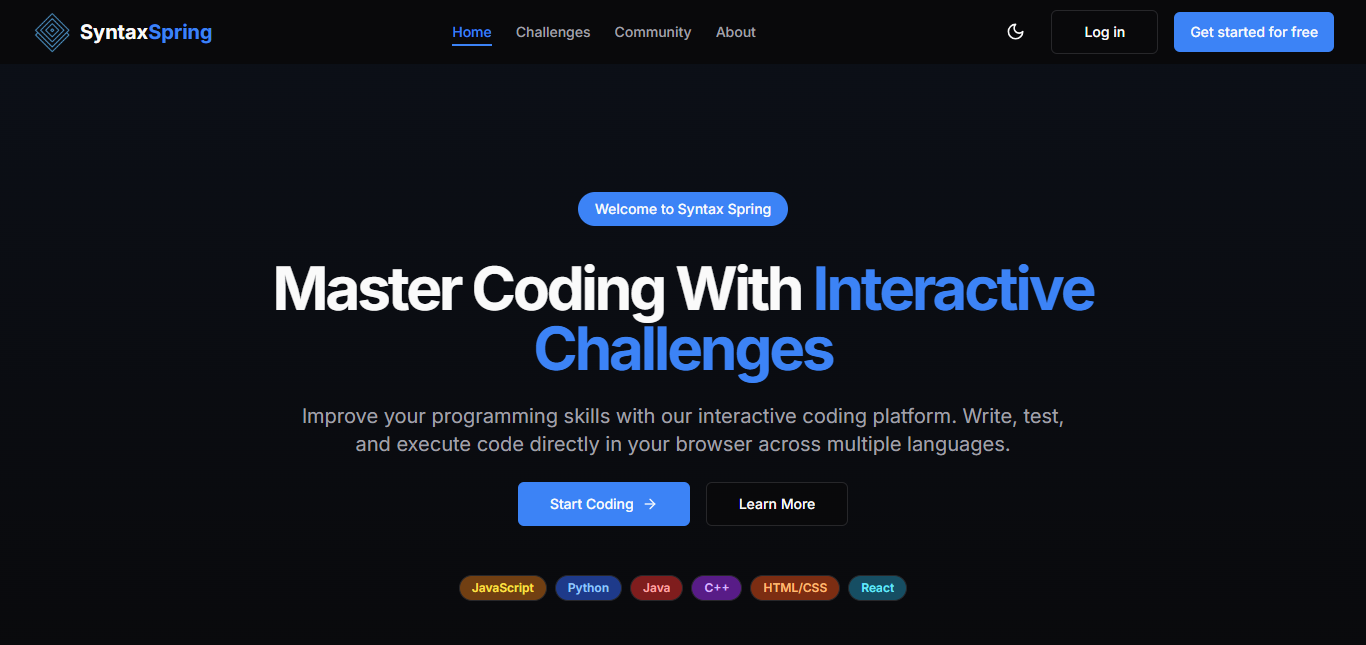 SyntaxSpring
Home Challenges Community About
Log in
Get started for free
Welcome to Syntax Spring
Master Coding With Interactive
Challenges
Improve your programming skills with our interactive coding platform. Write, test,
and execute code directly in your browser across multiple languages.
Start Coding →
Learn More
JavaScript Python Java C++ HTML/CSS React